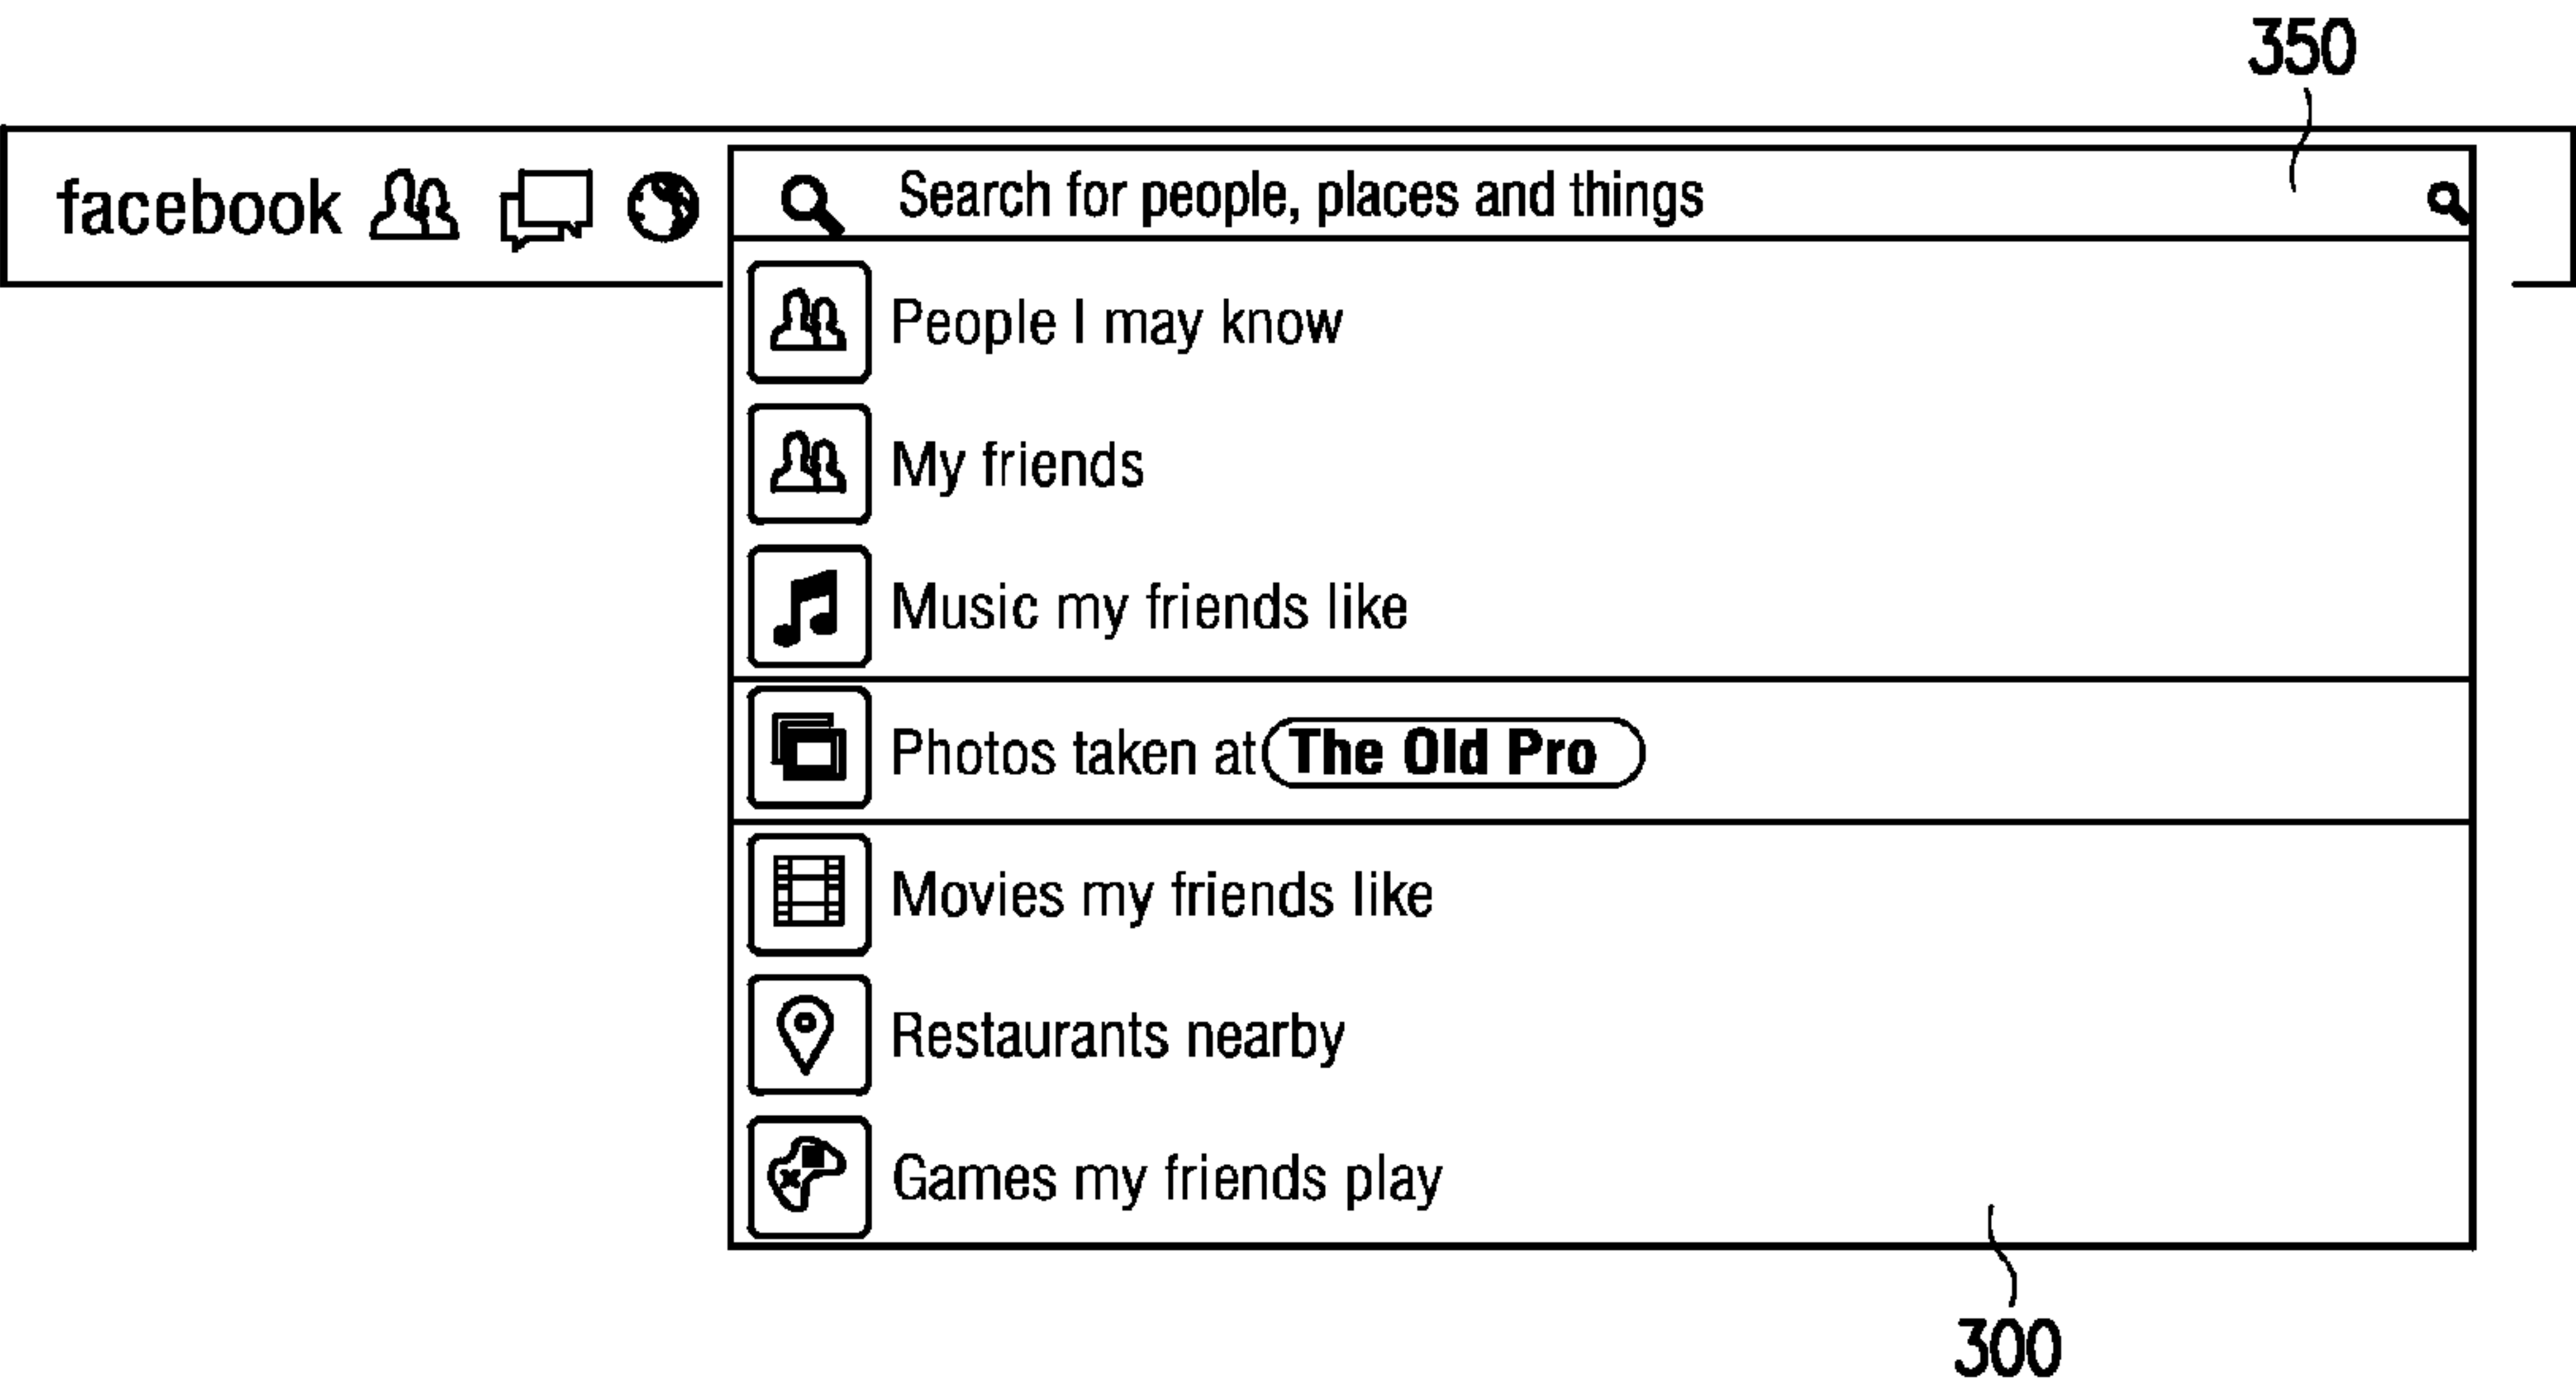 350
facebook
Search for people, places and things
People I may know
My friends
Music my friends like
Photos taken at The Old Pro
Movies my friends like
Restaurants nearby
Games my friends play
300